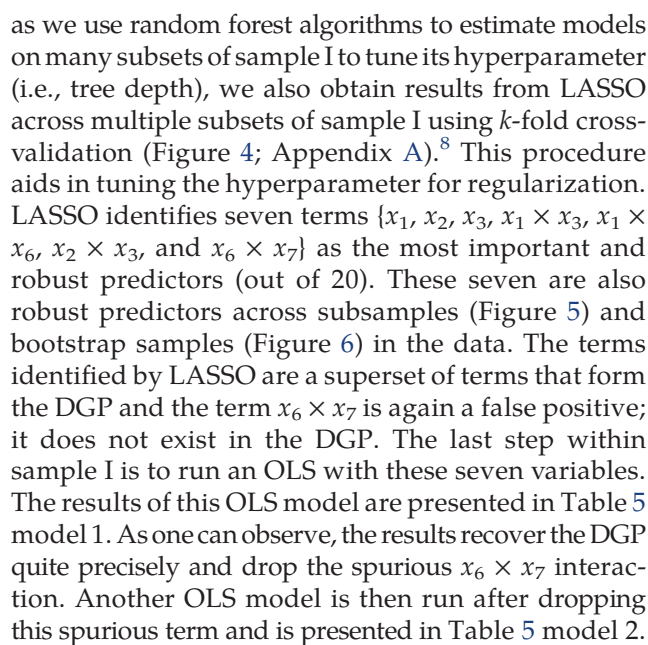 as we use random forest algorithms to estimate models
on many subsets of sample I to tune its hyperparameter
(i.e., tree depth), we also obtain results from LASSO
across multiple subsets of sample I using k-fold cross-
validation (Figure 4; Appendix A).⁸ This procedure
aids in tuning the hyperparameter for regularization.
LASSO identifies seven terms {x₁, x₂, x₃, x₁ × x₃, x₁ ×
x₆, x₂ × x₃, and x₆ × x₇} as the most important and
robust predictors (out of 20). These seven are also
robust predictors across subsamples (Figure 5) and
bootstrap samples (Figure 6) in the data. The terms
identified by LASSO are a superset of terms that form
the DGP and the term x₆ × x₇ is again a false positive;
it does not exist in the DGP. The last step within
sample I is to run an OLS with these seven variables.
The results of this OLS model are presented in Table 5
model 1. As one can observe, the results recover the DGP
quite precisely and drop the spurious x₆ × x₇ interac-
tion. Another OLS model is then run after dropping
this spurious term and is presented in Table 5 model 2.